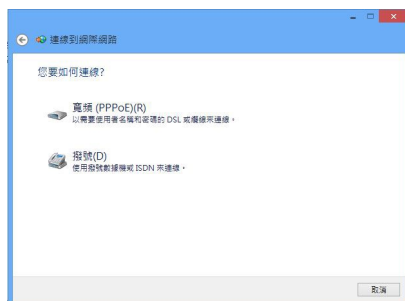 連線到網際網路
您要如何連線?
寬頻 (PPPoE)(R)
以需要使用者名稱和密碼的 DSL 或纜線來連線。
撥號(D)
使用撥號數據機或 ISDN 來連線。
取消